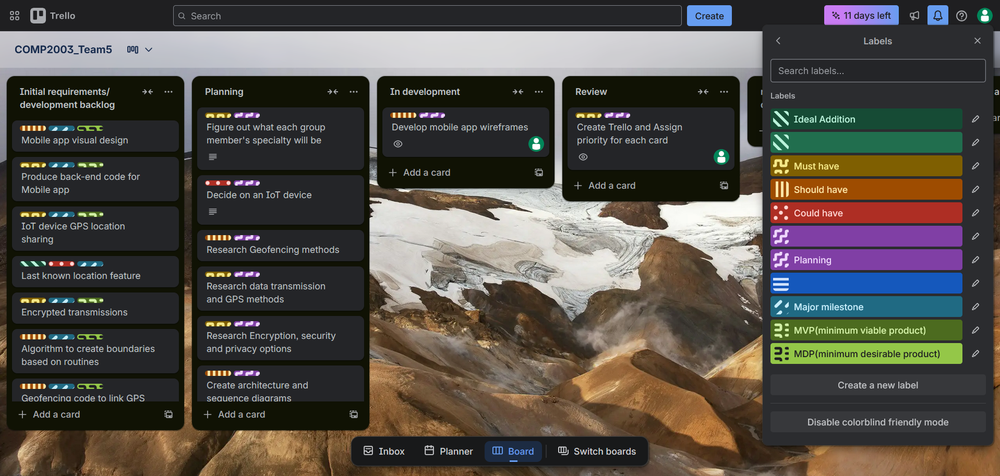 Trello
Search
Create
11 days left
COMP2003_Team5
Initial requirements/
development backlog
Mobile app visual design
Produce back-end code for
Mobile app
IoT device GPS location
sharing
Last known location feature
Encrypted transmissions
Algorithm to create boundaries
based on routines
Geofencing code to link GPS
Add a card
Planning
Figure out what each group
member's specialty will be
Decide on an IoT device
Research Geofencing methods
Research data transmission
and GPS methods
Research Encryption, security
and privacy options
Create architecture and
sequence diagrams
Add a card
In development
Develop mobile app wireframes
Add a card
Review
Create Trello and Assign
priority for each card
Add a card
Labels
Search labels...
Labels
Ideal Addition
Must have
Should have
Could have
Planning
Major milestone
MVP(minimum viable product)
MDP(minimum desirable product)
Create a new label
Disable colorblind friendly mode
Inbox
Planner
Board
Switch boards